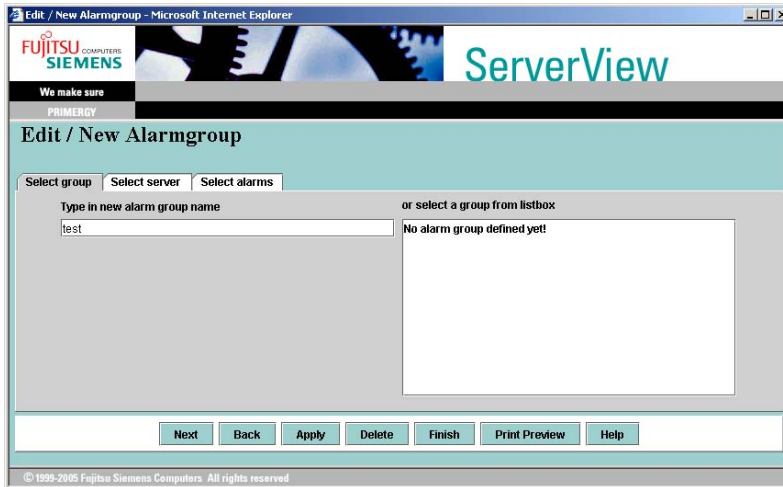 Edit / New Alarmgroup - Microsoft Internet Explorer
FUJITSU COMPUTERS
SIEMENS
ServerView
We make sure
PRIMERGY
Edit / New Alarmgroup
Select group Select server Select alarms
Type in new alarm group name
or select a group from listbox
test
No alarm group defined yet!
Next Back Apply Delete Finish Print Preview Help
© 1999-2005 Fujitsu Siemens Computers All rights reserved